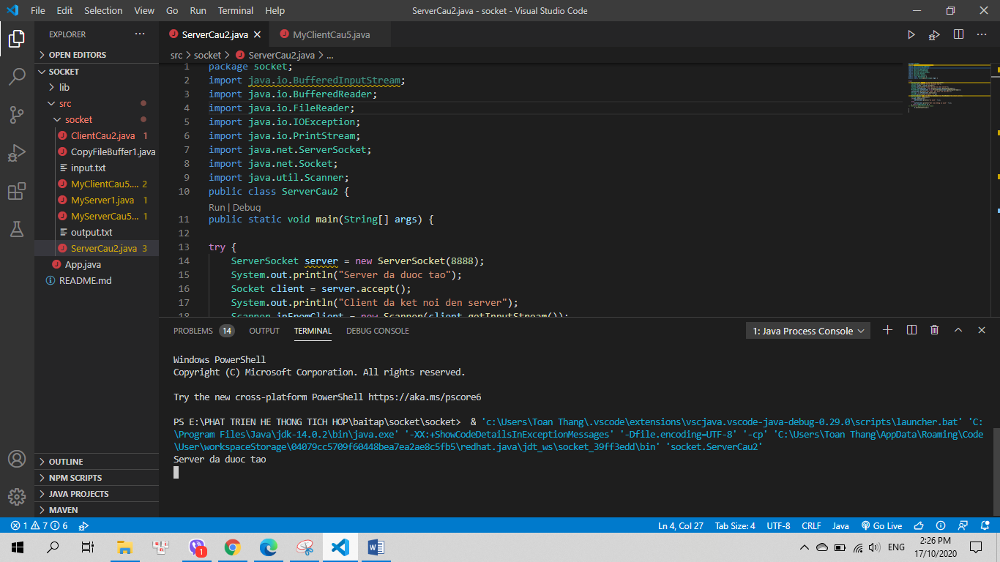 File Edit Selection View Go Run Terminal Help
ServerCau2.java - socket - Visual Studio Code
EXPLORER
OPEN EDITORS
SOCKET
lib
src
socket
ClientCau2.java 1
CopyFileBuffer1.java
input.txt
MyClientCau5.... 2
MyServer1.java 1
MyServerCau5... 1
output.txt
ServerCau2.java 3
App.java
README.md
OUTLINE
NPM SCRIPTS
JAVA PROJECTS
MAVEN
ServerCau2.java MyClientCau5.java
src > socket > ServerCau2.java > ...
1 package socket;
2 import java.io.BufferedInputStream;
3 import java.io.BufferedReader;
4 import java.io.FileReader;
5 import java.io.IOException;
6 import java.io.PrintStream;
7 import java.net.ServerSocket;
8 import java.net.Socket;
9 import java.util.Scanner;
10 public class ServerCau2 {
Run | Debug
11 public static void main(String[] args) {
12
13 try {
14 ServerSocket server = new ServerSocket(8888);
15 System.out.println("Server da duoc tao");
16 Socket client = server.accept();
17 System.out.println("Client da ket noi den server");
18 Scanner inFromClient = new Scanner(client.getInputStream());
PROBLEMS 14 OUTPUT TERMINAL DEBUG CONSOLE
1: Java Process Console
Windows PowerShell
Copyright (C) Microsoft Corporation. All rights reserved.
Try the new cross-platform PowerShell https://aka.ms/pscore6
PS E:\PHAT TRIEN HE THONG TICH HOP\baitap\socket\socket> & 'c:\Users\Toan Thang\.vscode\extensions\vscjava.vscode-java-debug-0.29.0\scripts\launcher.bat' 'C:
\Program Files\Java\jdk-14.0.2\bin\java.exe' '-XX:+ShowCodeDetailsInExceptionMessages' '-Dfile.encoding=UTF-8' '-cp' 'C:\Users\Toan Thang\AppData\Roaming\Code
\User\workspaceStorage\04079cc5709f60448bea7ea2ae8c5fb5\redhat.java\jdt_ws\socket_39ff3edd\bin' 'socket.ServerCau2'
Server da duoc tao
1 7 6
Ln 4, Col 27 Tab Size: 4 UTF-8 CRLF Java Go Live
1
ENG
2:26 PM
17/10/2020